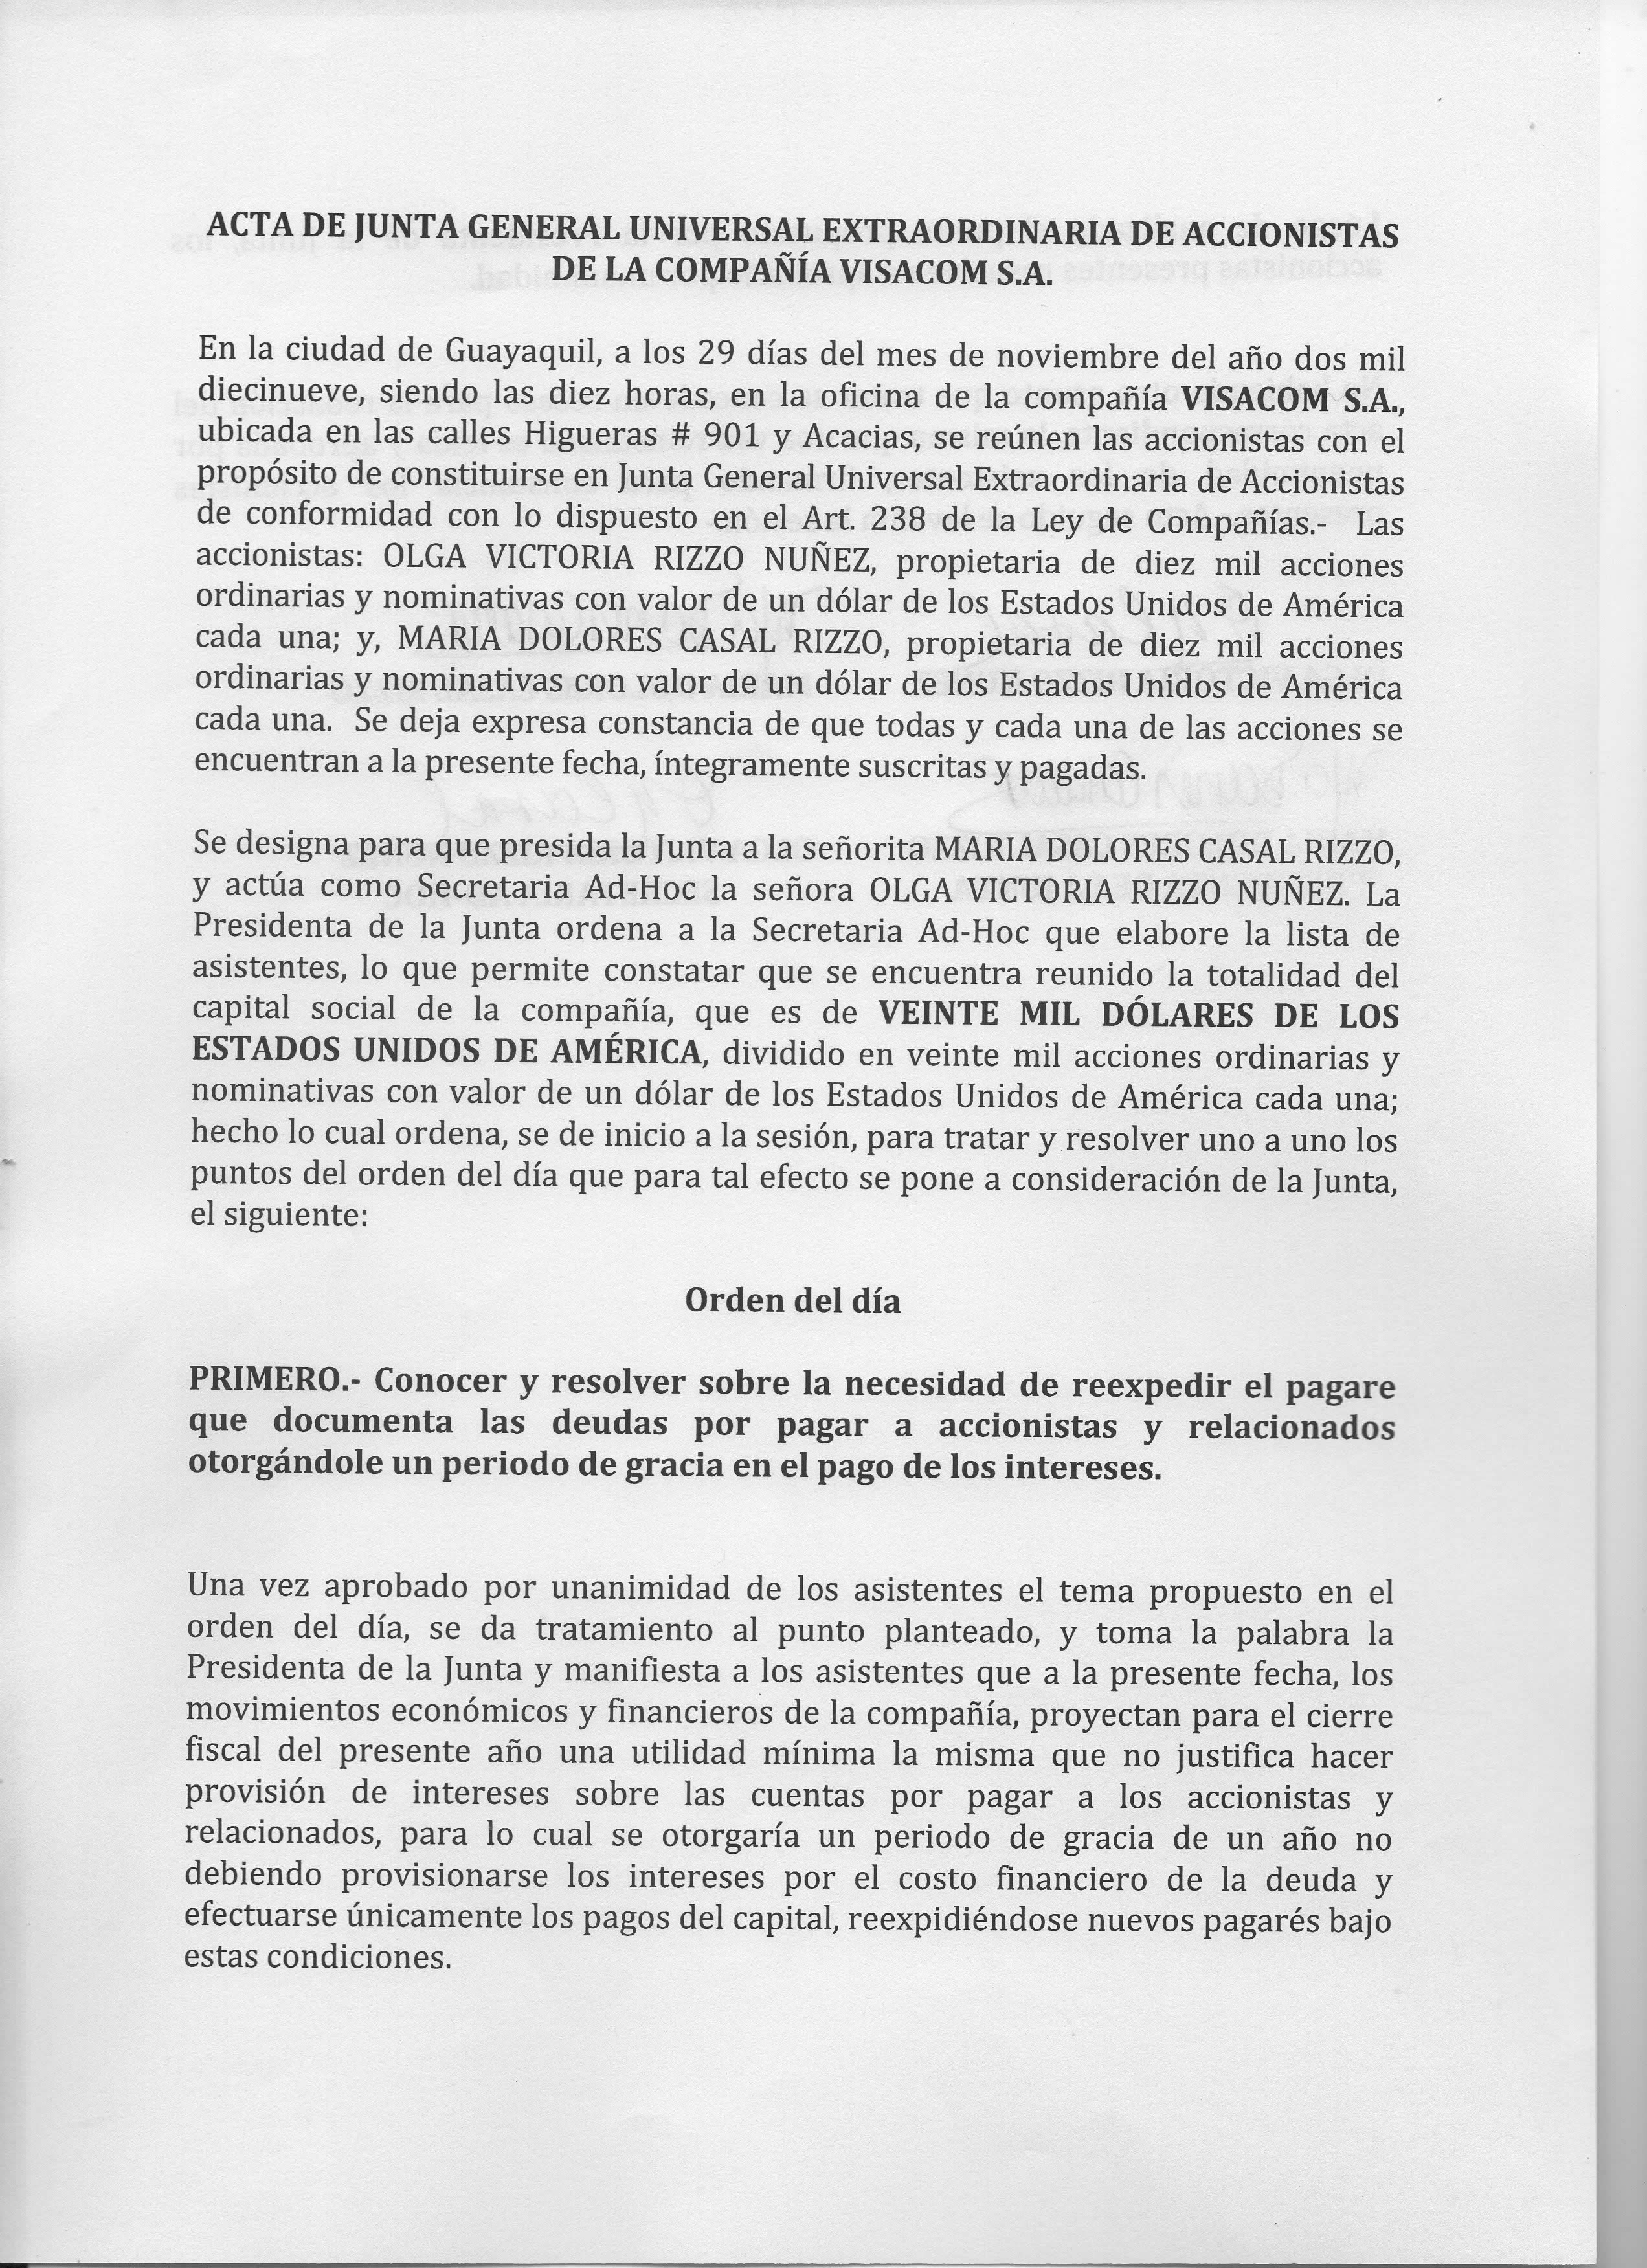 ACTA DE JUNTA GENERAL UNIVERSAL EXTRAORDINARIA DE ACCIONISTAS
DE LA COMPAÑÍA VISACOM S.A.
En la ciudad de Guayaquil, a los 29 días del mes de noviembre del año dos mil
diecinueve, siendo las diez horas, en la oficina de la compañía VISACOM S.A.,
ubicada en las calles Higueras # 901 y Acacias, se reúnen las accionistas con el
propósito de constituirse en Junta General Universal Extraordinaria de Accionistas
de conformidad con lo dispuesto en el Art. 238 de la Ley de Compañías.- Las
accionistas: OLGA VICTORIA RIZZO NUÑEZ, propietaria de diez mil acciones
ordinarias y nominativas con valor de un dólar de los Estados Unidos de América
cada una; y, MARIA DOLORES CASAL RIZZO, propietaria de diez mil acciones
ordinarias y nominativas con valor de un dólar de los Estados Unidos de América
cada una. Se deja expresa constancia de que todas y cada una de las acciones se
encuentran a la presente fecha, íntegramente suscritas y pagadas.
Se designa para que presida la Junta a la señorita MARIA DOLORES CASAL RIZZO,
y actúa como Secretaria Ad-Hoc la señora OLGA VICTORIA RIZZO NUÑEZ. La
Presidenta de la Junta ordena a la Secretaria Ad-Hoc que elabore la lista de
asistentes, lo que permite constatar que se encuentra reunido la totalidad del
capital social de la compañía, que es de VEINTE MIL DÓLARES DE LOS
ESTADOS UNIDOS DE AMÉRICA, dividido en veinte mil acciones ordinarias y
nominativas con valor de un dólar de los Estados Unidos de América cada una;
hecho lo cual ordena, se de inicio a la sesión, para tratar y resolver uno a uno los
puntos del orden del día que para tal efecto se pone a consideración de la Junta,
el siguiente:
Orden del día
PRIMERO.- Conocer y resolver sobre la necesidad de reexpedir el pagare
que documenta las deudas por pagar a accionistas y relacionados
otorgándole un periodo de gracia en el pago de los intereses.
Una vez aprobado por unanimidad de los asistentes el tema propuesto en el
orden del día, se da tratamiento al punto planteado, y toma la palabra la
Presidenta de la Junta y manifiesta a los asistentes que a la presente fecha, los
movimientos económicos y financieros de la compañía, proyectan para el cierre
fiscal del presente año una utilidad mínima la misma que no justifica hacer
provisión de intereses sobre las cuentas por pagar a los accionistas y
relacionados, para lo cual se otorgaría un periodo de gracia de un año no
debiendo provisionarse los intereses por el costo financiero de la deuda y
efectuarse únicamente los pagos del capital, reexpidiéndose nuevos pagarés bajo
estas condiciones.